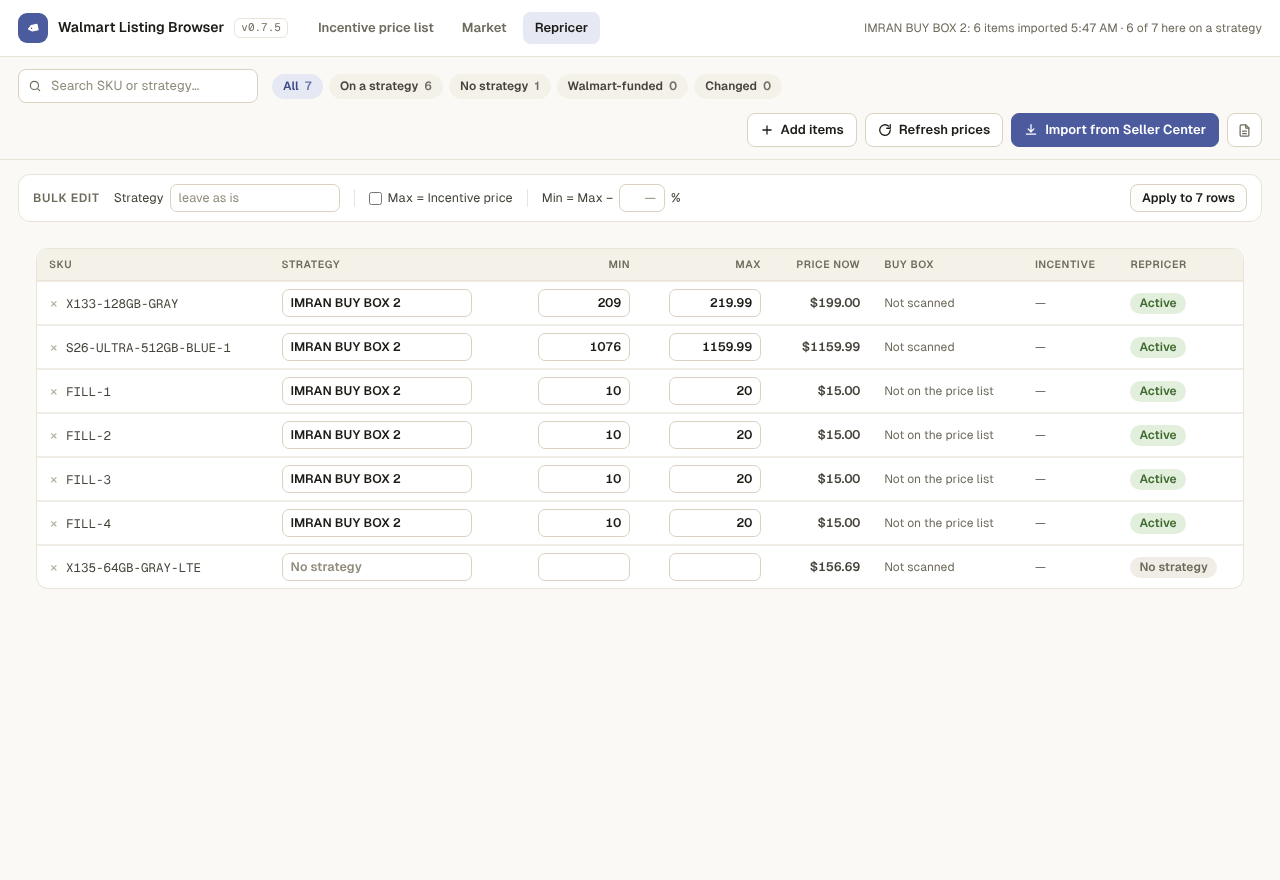 Walmart Listing Browser v0.7.5 Incentive price list Market Repricer IMRAN BUY BOX 2: 6 items imported 5:47 AM · 6 of 7 here on a strategy
Search SKU or strategy… All 7 On a strategy 6 No strategy 1 Walmart-funded 0 Changed 0
Add items Refresh prices Import from Seller Center
BULK EDIT Strategy leave as is Max = Incentive price Min = Max − — % Apply to 7 rows
SKU STRATEGY MIN MAX PRICE NOW BUY BOX INCENTIVE REPRICER
× X133-128GB-GRAY IMRAN BUY BOX 2 209 219.99 $199.00 Not scanned — Active
× S26-ULTRA-512GB-BLUE-1 IMRAN BUY BOX 2 1076 1159.99 $1159.99 Not scanned — Active
× FILL-1 IMRAN BUY BOX 2 10 20 $15.00 Not on the price list — Active
× FILL-2 IMRAN BUY BOX 2 10 20 $15.00 Not on the price list — Active
× FILL-3 IMRAN BUY BOX 2 10 20 $15.00 Not on the price list — Active
× FILL-4 IMRAN BUY BOX 2 10 20 $15.00 Not on the price list — Active
× X135-64GB-GRAY-LTE No strategy $156.69 Not scanned — No strategy